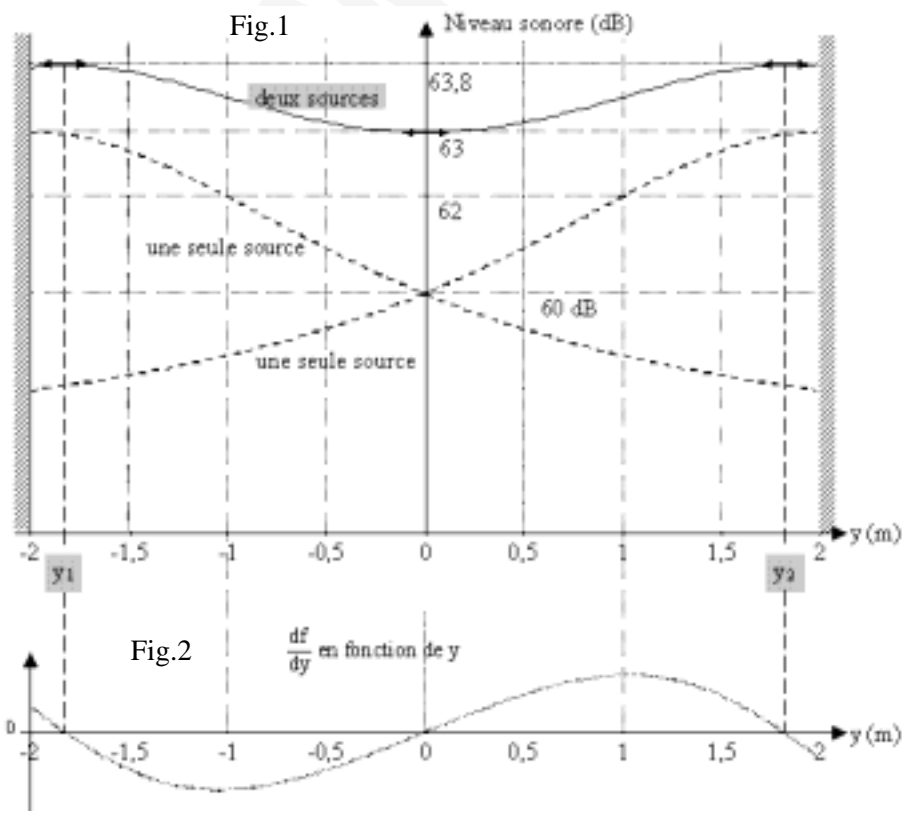 Fig.1
Niveau sonore (dB)
63,8
deux sources
63
62
une seule source
60 dB
une seule source
-2 -1,5 -1 -0,5 0 0,5 1 1,5 2 y (m)
y1 y2
Fig.2
df/dy en fonction de y
0
-2 -1,5 -1 -0,5 0 0,5 1 1,5 2 y (m)